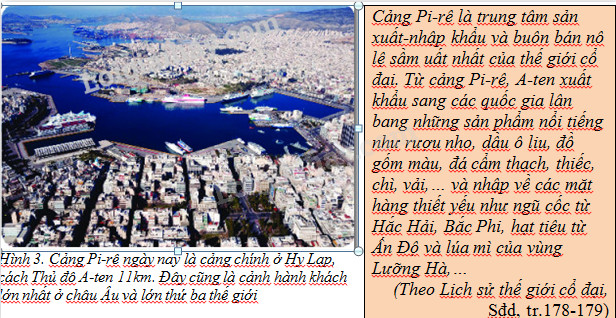 Hình 3. Cảng Pi-rê ngày nay là cảng chính ở Hy Lạp,
cách Thủ đô A-ten 11km. Đây cũng là cảnh hành khách
lớn nhất ở châu Âu và lớn thứ ba thế giới
Cảng Pi-rê là trung tâm sản
xuất-nhập khẩu và buôn bán nô
lệ sầm uất nhất của thế giới cổ
đại. Từ cảng Pi-rê, A-ten xuất
khẩu sang các quốc gia lân
bang những sản phẩm nổi tiếng
như rượu nho, dầu ô liu, đồ
gốm màu, đá cẩm thạch, thiếc,
chì, vải,... và nhập về các mặt
hàng thiết yếu như ngũ cốc từ
Hắc Hải, Bắc Phi, hạt tiêu từ
Ấn Độ và lúa mì của vùng
Lưỡng Hà, ...
(Theo Lịch sử thế giới cổ đại,
Sđd, tr.178-179)